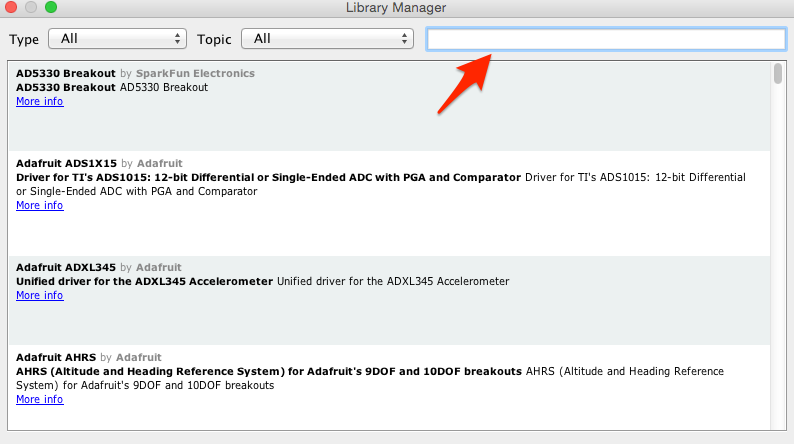 Library Manager
Type All Topic All
AD5330 Breakout by SparkFun Electronics
AD5330 Breakout AD5330 Breakout
More info
Adafruit ADS1X15 by Adafruit
Driver for TI's ADS1015: 12-bit Differential or Single-Ended ADC with PGA and Comparator Driver for TI's ADS1015: 12-bit Differential
or Single-Ended ADC with PGA and Comparator
More info
Adafruit ADXL345 by Adafruit
Unified driver for the ADXL345 Accelerometer Unified driver for the ADXL345 Accelerometer
More info
Adafruit AHRS by Adafruit
AHRS (Altitude and Heading Reference System) for Adafruit's 9DOF and 10DOF breakouts AHRS (Altitude and Heading Reference
System) for Adafruit's 9DOF and 10DOF breakouts
More info